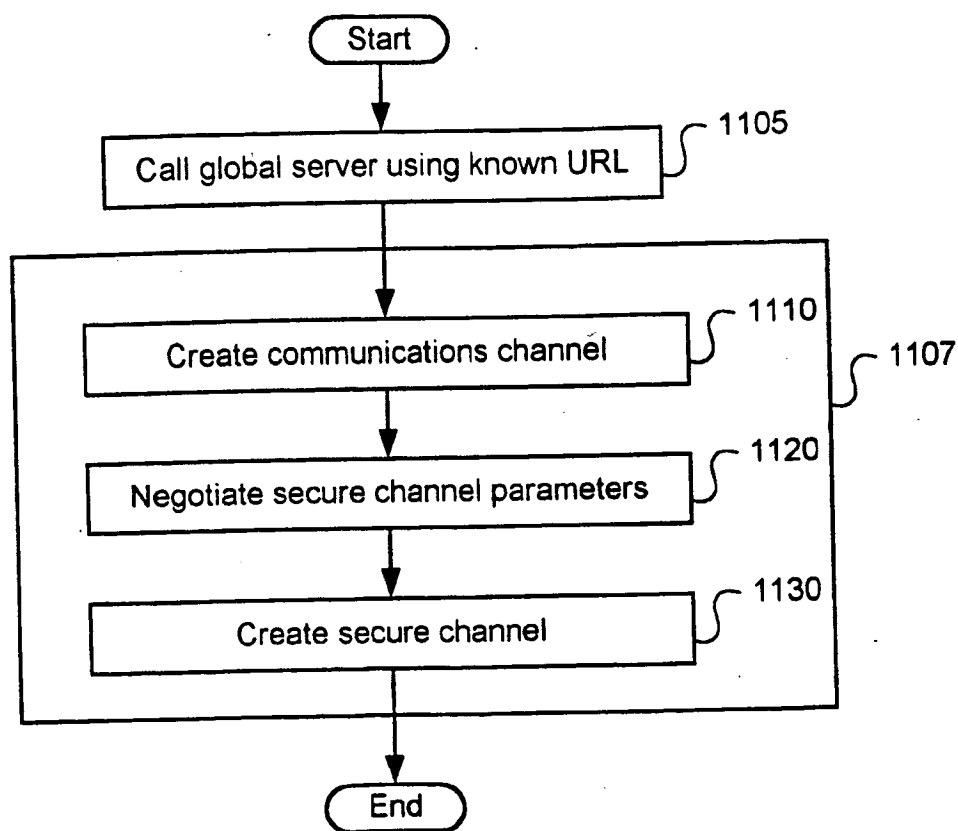 Start
Call global server using known URL
1105
Create communications channel
1110
1107
Negotiate secure channel parameters
1120
Create secure channel
1130
End